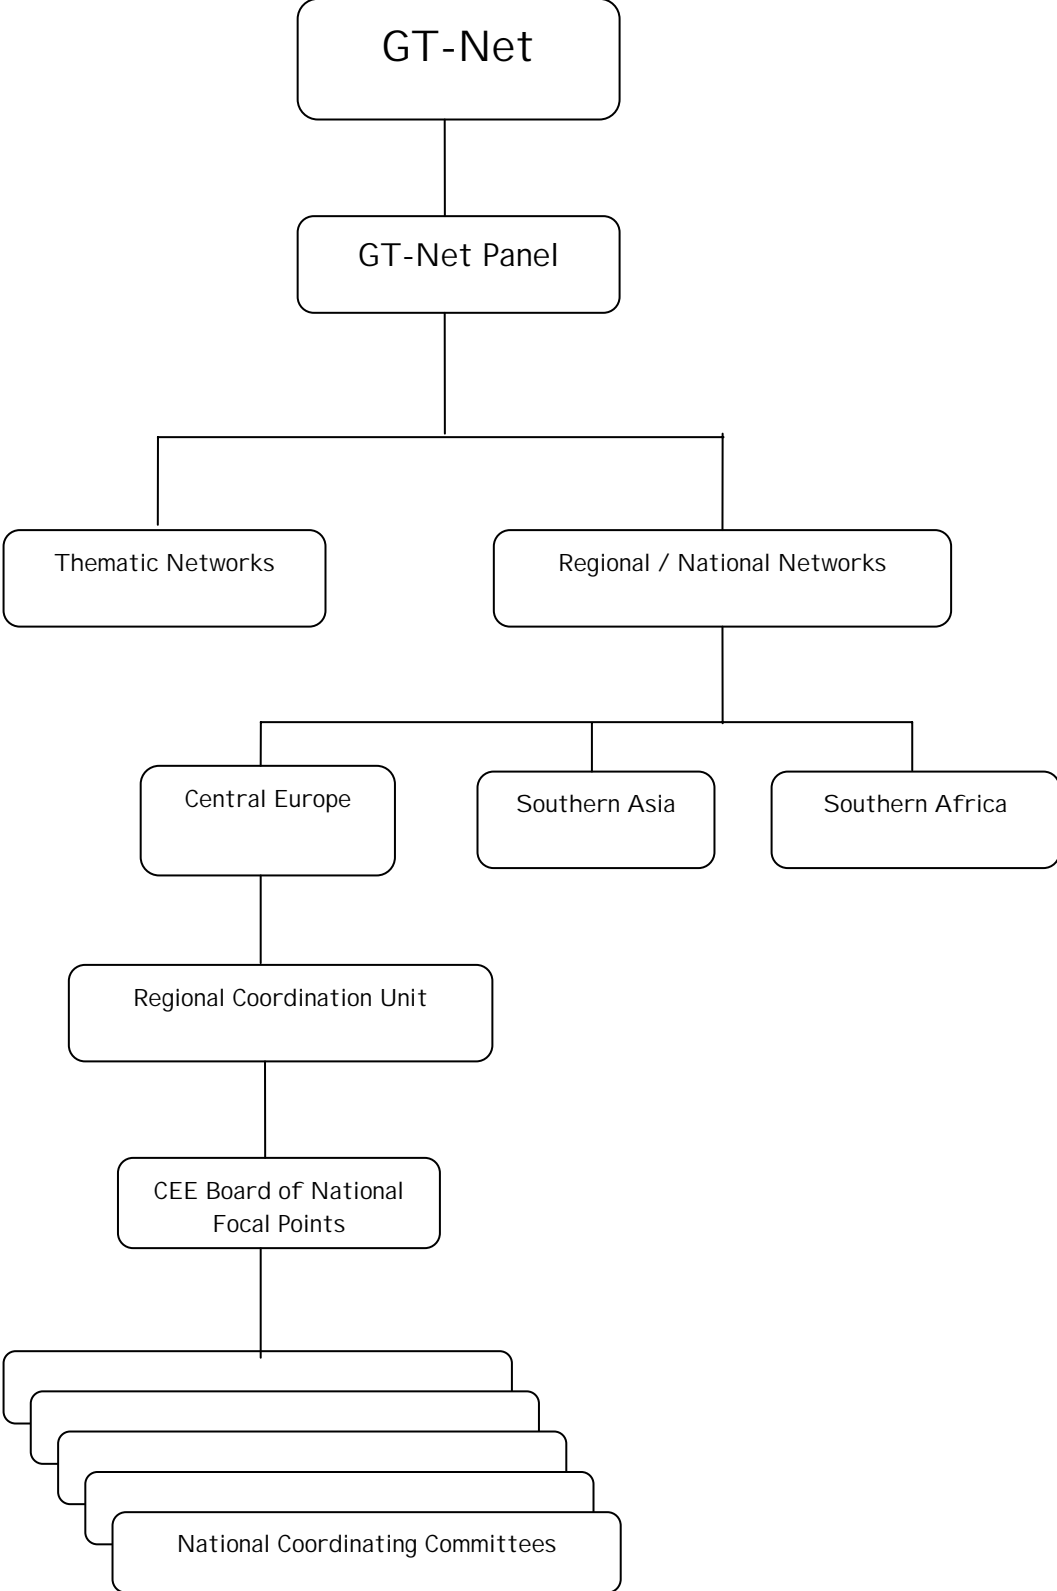 GT-Net
GT-Net Panel
Thematic Networks
Regional / National Networks
Central Europe
Southern Asia
Southern Africa
Regional Coordination Unit
CEE Board of National
Focal Points
National Coordinating Committees